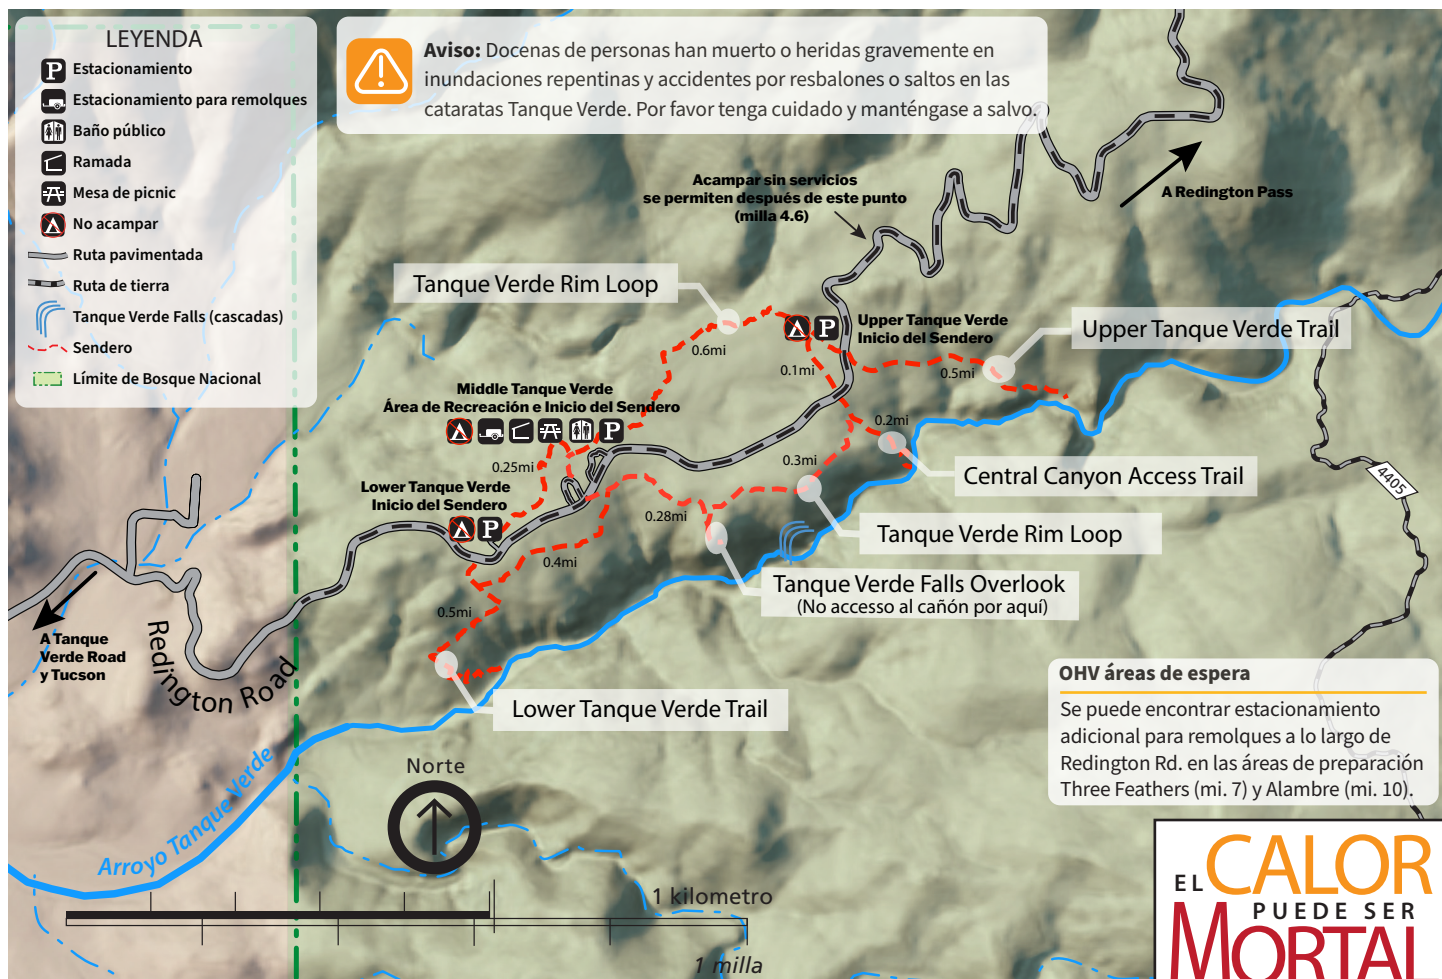 LEYENDA
Estacionamiento
Estacionamiento para remolques
Baño público
Ramada
Mesa de picnic
No acampar
Ruta pavimentada
Ruta de tierra
Tanque Verde Falls (cascadas)
Sendero
Límite de Bosque Nacional
Aviso: Docenas de personas han muerto o heridas gravemente en
inundaciones repentinas y accidentes por resbalones o saltos en las
cataratas Tanque Verde. Por favor tenga cuidado y manténgase a salvo.
Acampar sin servicios
se permiten después de este punto
(milla 4.6)
A Redington Pass
Tanque Verde Rim Loop
0.6mi
P
Upper Tanque Verde
Inicio del Sendero
Upper Tanque Verde Trail
0.1mi
0.5mi
Middle Tanque Verde
Área de Recreación e Inicio del Sendero
P
0.2mi
0.25mi
0.3mi
Central Canyon Access Trail
4405
Lower Tanque Verde
Inicio del Sendero
P
0.28mi
Tanque Verde Rim Loop
0.4mi
Tanque Verde Falls Overlook
(No accesso al cañón por aquí)
0.5mi
A Tanque
Verde Road
y Tucson
Redington Road
Lower Tanque Verde Trail
OHV áreas de espera
Se puede encontrar estacionamiento
adicional para remolques a lo largo de
Redington Rd. en las áreas de preparación
Three Feathers (mi. 7) y Alambre (mi. 10).
Norte
Arroyo Tanque Verde
1 kilometro
1 milla
EL CALOR
PUEDE SER
MORTAL